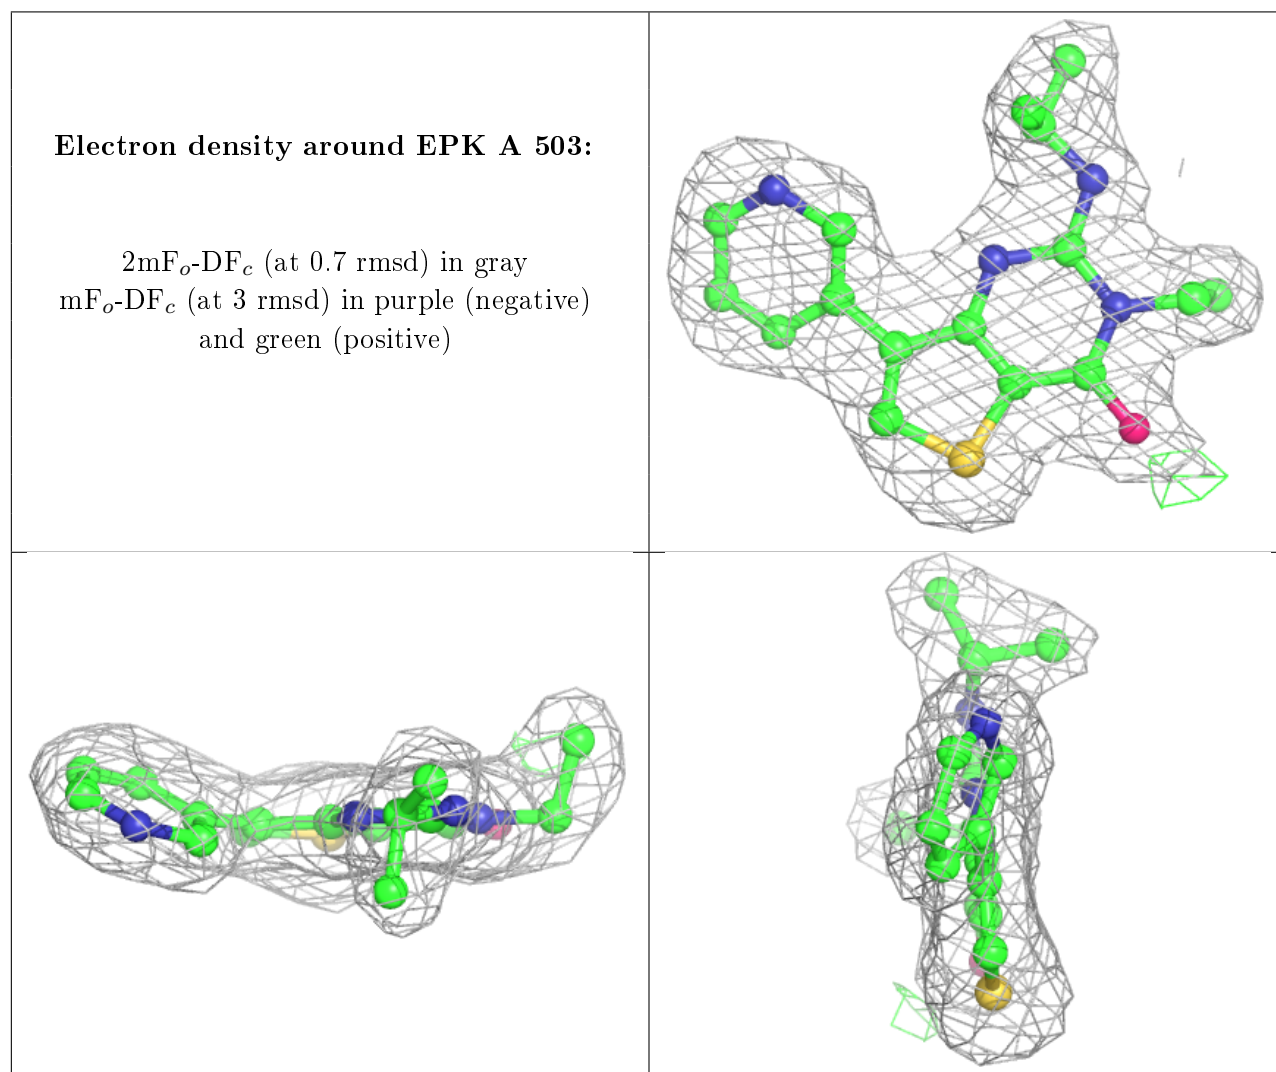 Electron density around EPK A 503:
2mFo-DFc (at 0.7 rmsd) in gray
mFo-DFc (at 3 rmsd) in purple (negative)
and green (positive)